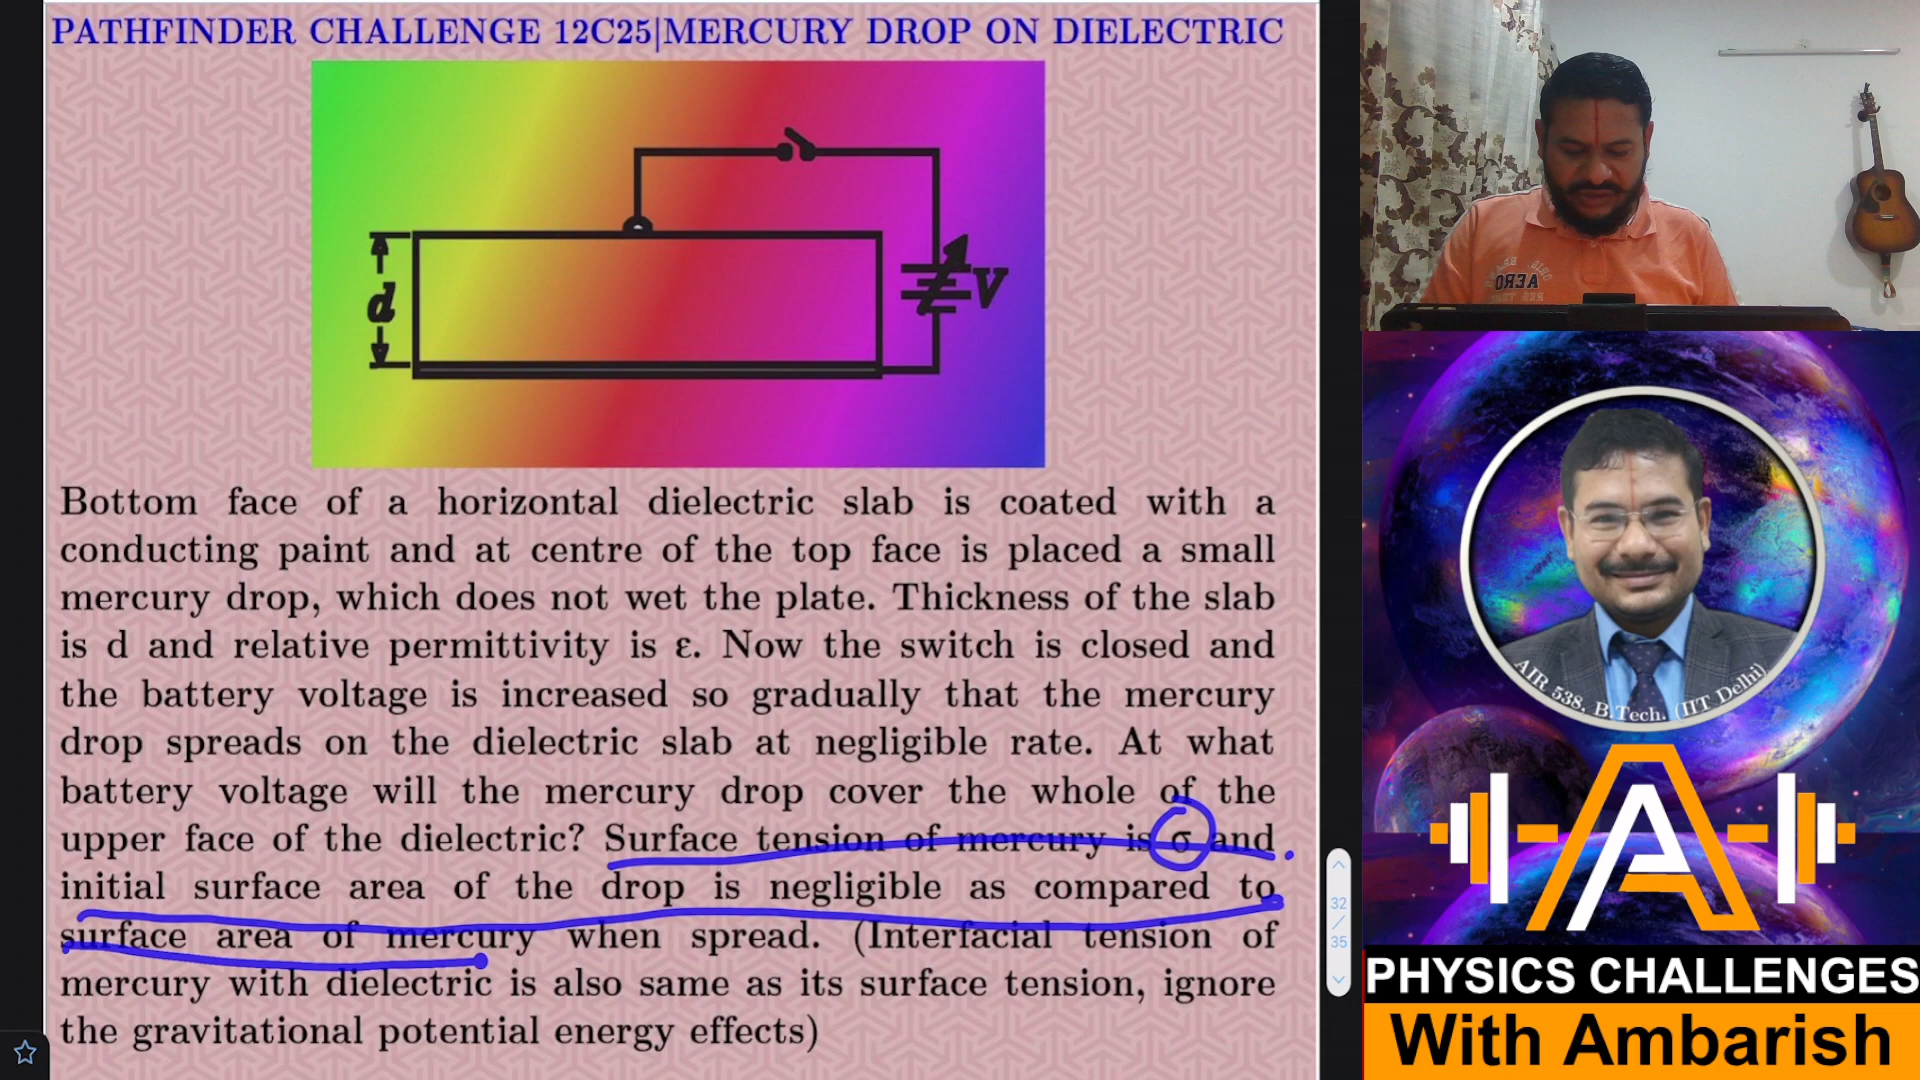 PATHFINDER CHALLENGE 12C25|MERCURY DROP ON DIELECTRIC
d
V
Bottom face of a horizontal dielectric slab is coated with a
conducting paint and at centre of the top face is placed a small
mercury drop, which does not wet the plate. Thickness of the slab
is d and relative permittivity is ε. Now the switch is closed and
the battery voltage is increased so gradually that the mercury
drop spreads on the dielectric slab at negligible rate. At what
battery voltage will the mercury drop cover the whole of the
upper face of the dielectric? Surface tension of mercury is σ and
initial surface area of the drop is negligible as compared to
surface area of mercury when spread. (Interfacial tension of
mercury with dielectric is also same as its surface tension, ignore
the gravitational potential energy effects)
32
/
35
AERO
AIR 538, B.Tech. (IIT Delhi)
A
PHYSICS CHALLENGES
With Ambarish